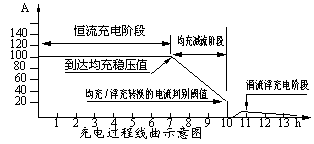 A
恒流充电阶段
均充减流阶段
140
120
100
80
60
40
20
到达均充稳压值
均充/浮充转换的电流判别阈值
涓流浮充电阶段
1 2 3 4 5 6 7 8 9 10 11 12 13 h
充电过程线曲示意图